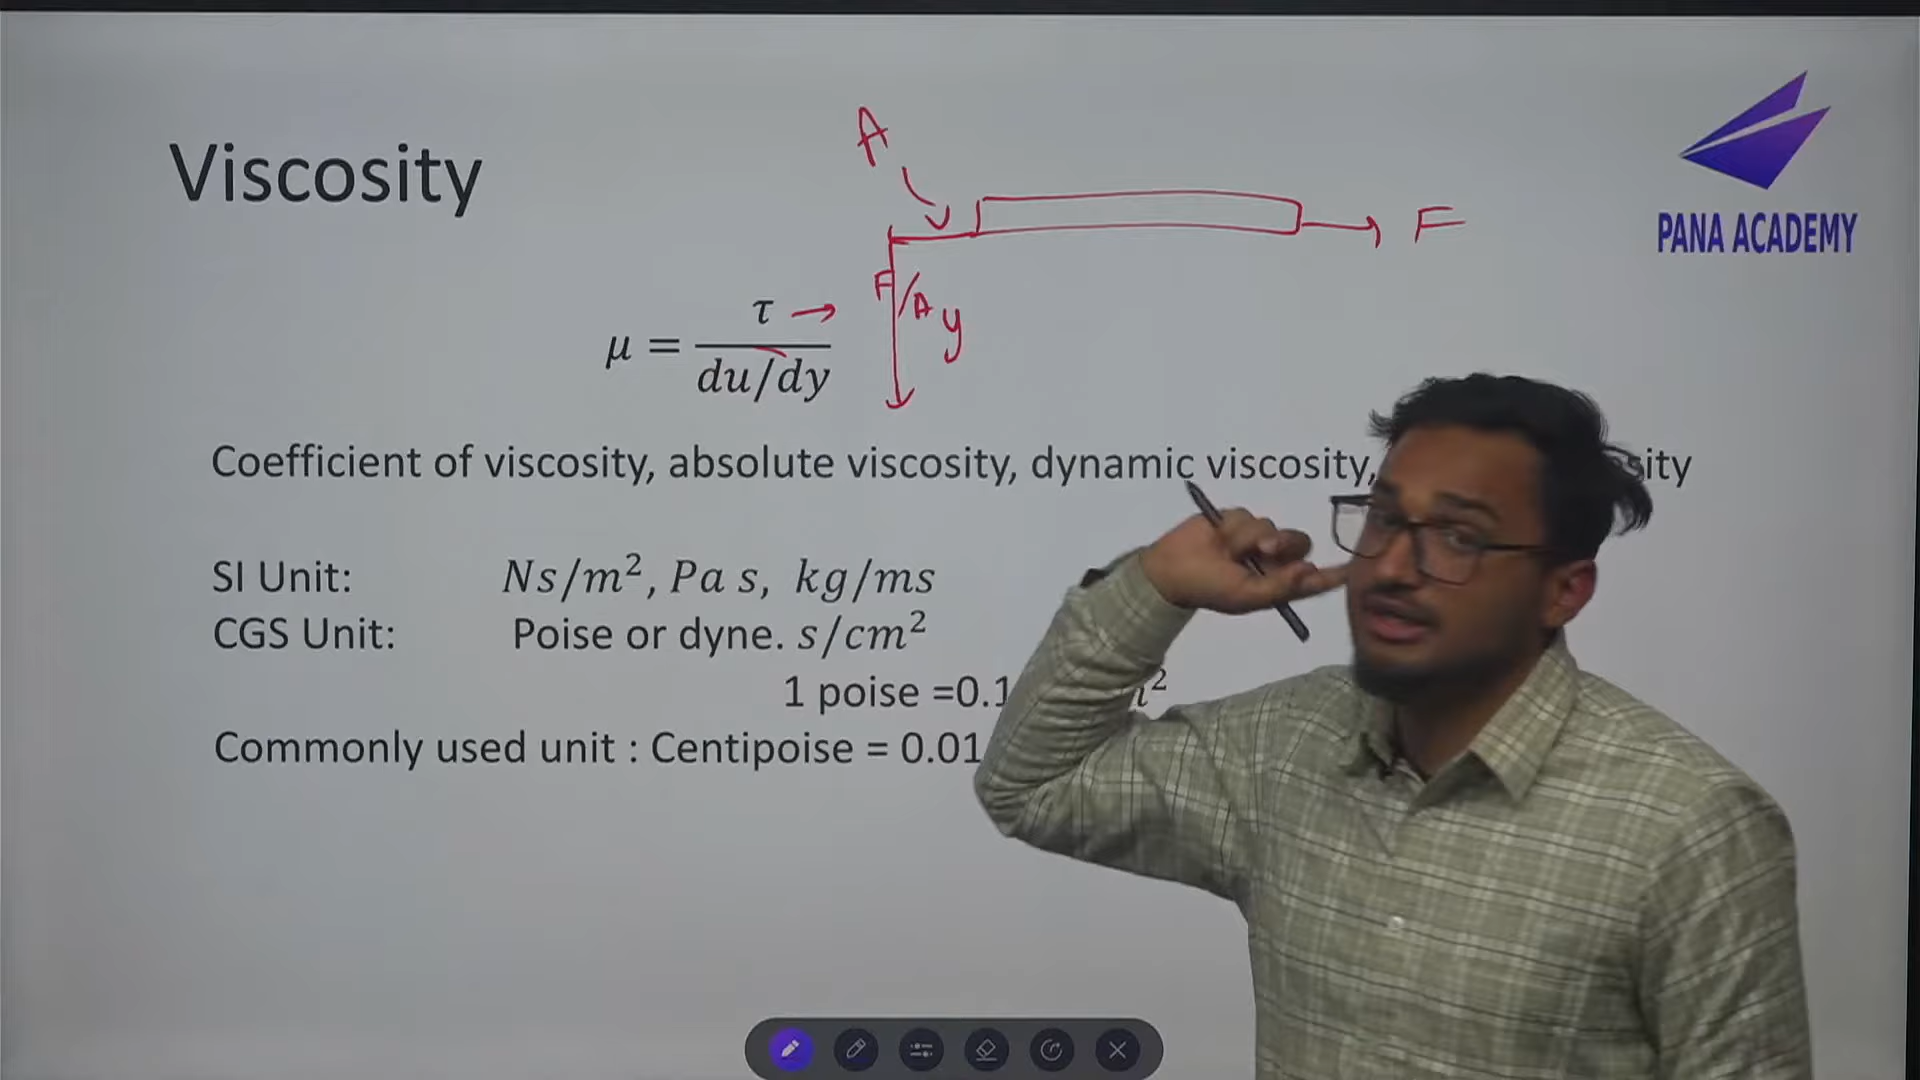 Viscosity
A
F
PANA ACADEMY
F/A
y
μ = τ / du/dy
Coefficient of viscosity, absolute viscosity, dynamic viscosity,
SI Unit: Ns/m², Pa s, kg/ms
CGS Unit: Poise or dyne. s/cm²
1 poise =0.1
Commonly used unit : Centipoise = 0.01